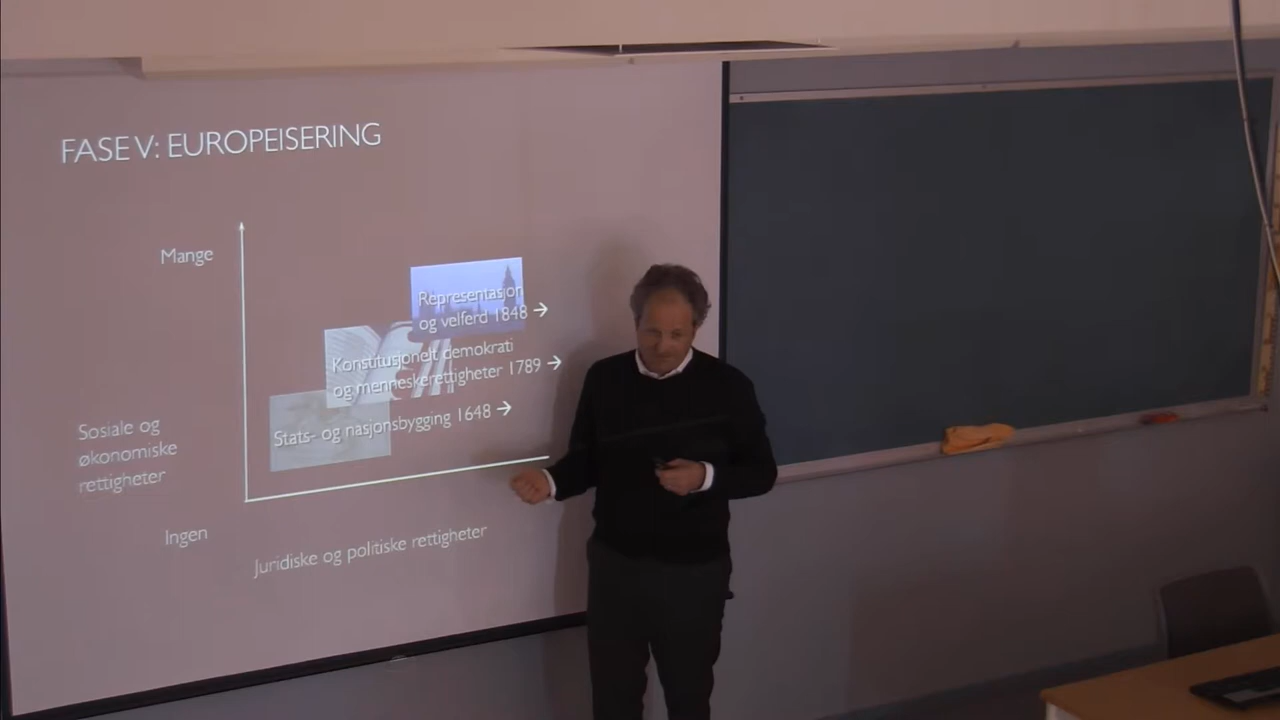 FASE V: EUROPEISERING
Mange
Representasjon
og velferd 1848 →
Konstitusjonelt demokrati
og menneskerettigheter 1789 →
Stats- og nasjonsbygging 1648 →
Sosiale og
økonomiske
rettigheter
Ingen
Juridiske og politiske rettigheter